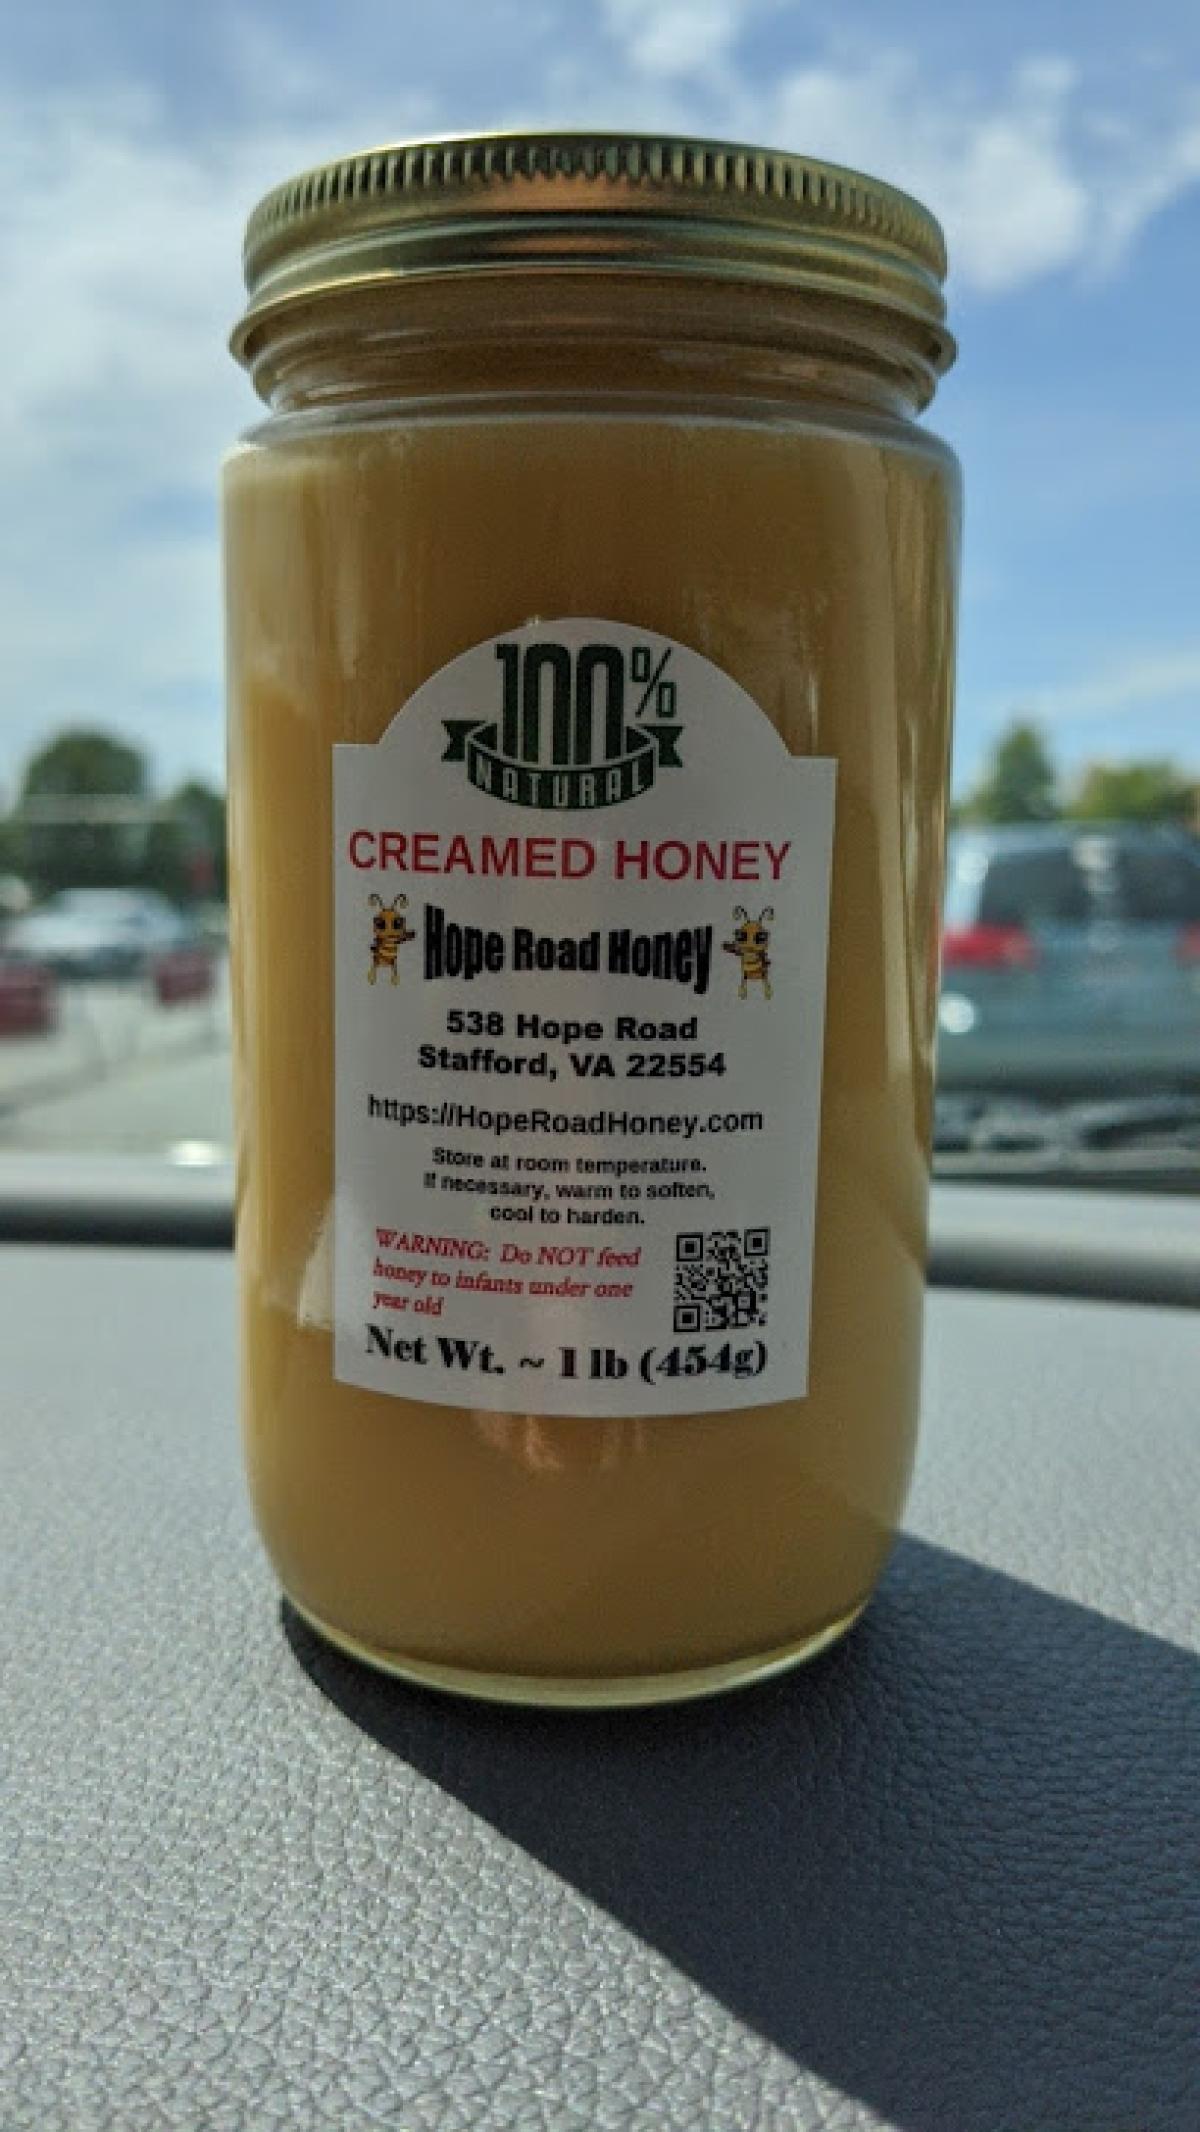 100%
NATURAL
CREAMED HONEY
Hope Road Honey
538 Hope Road
Stafford, VA 22554
https://HopeRoadHoney.com
Store at room temperature.
If necessary, warm to soften,
cool to harden.
WARNING: Do NOT feed
honey to infants under one
year old
Net Wt. ~ 1 lb (454g)